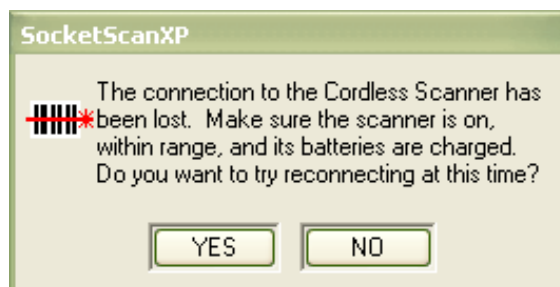 SocketScanXP
The connection to the Cordless Scanner has
been lost. Make sure the scanner is on,
within range, and its batteries are charged.
Do you want to try reconnecting at this time?
YES NO